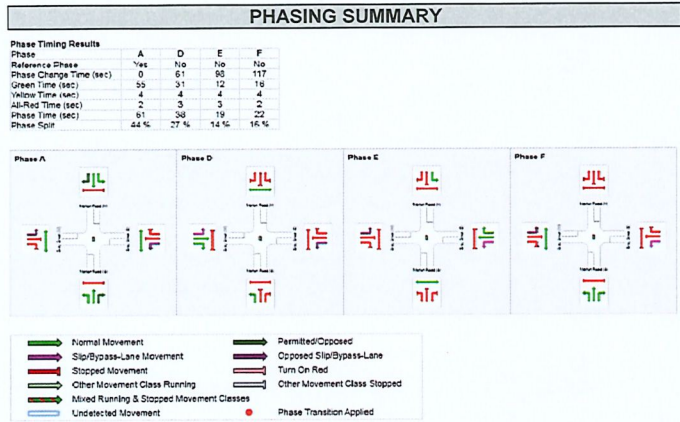 PHASING SUMMARY
Phase Timing Results
Phase A D E F
Reference Phase Yes No No No
Phase Change Time (sec) 0 61 98 117
Green Time (sec) 55 31 12 16
Yellow Time (sec) 4 4 4 4
All-Red Time (sec) 2 3 3 2
Phase Time (sec) 61 38 19 22
Phase Split 44 % 27 % 14 % 16 %
Phase A Phase D Phase E Phase F
Normal Movement Permitted/Opposed
Slip/Bypass-Lane Movement Opposed Slip/Bypass-Lane
Stopped Movement Turn On Red
Other Movement Class Running Other Movement Class Stopped
Mixed Running & Stopped Movement Classes
Undetected Movement Phase Transition Applied